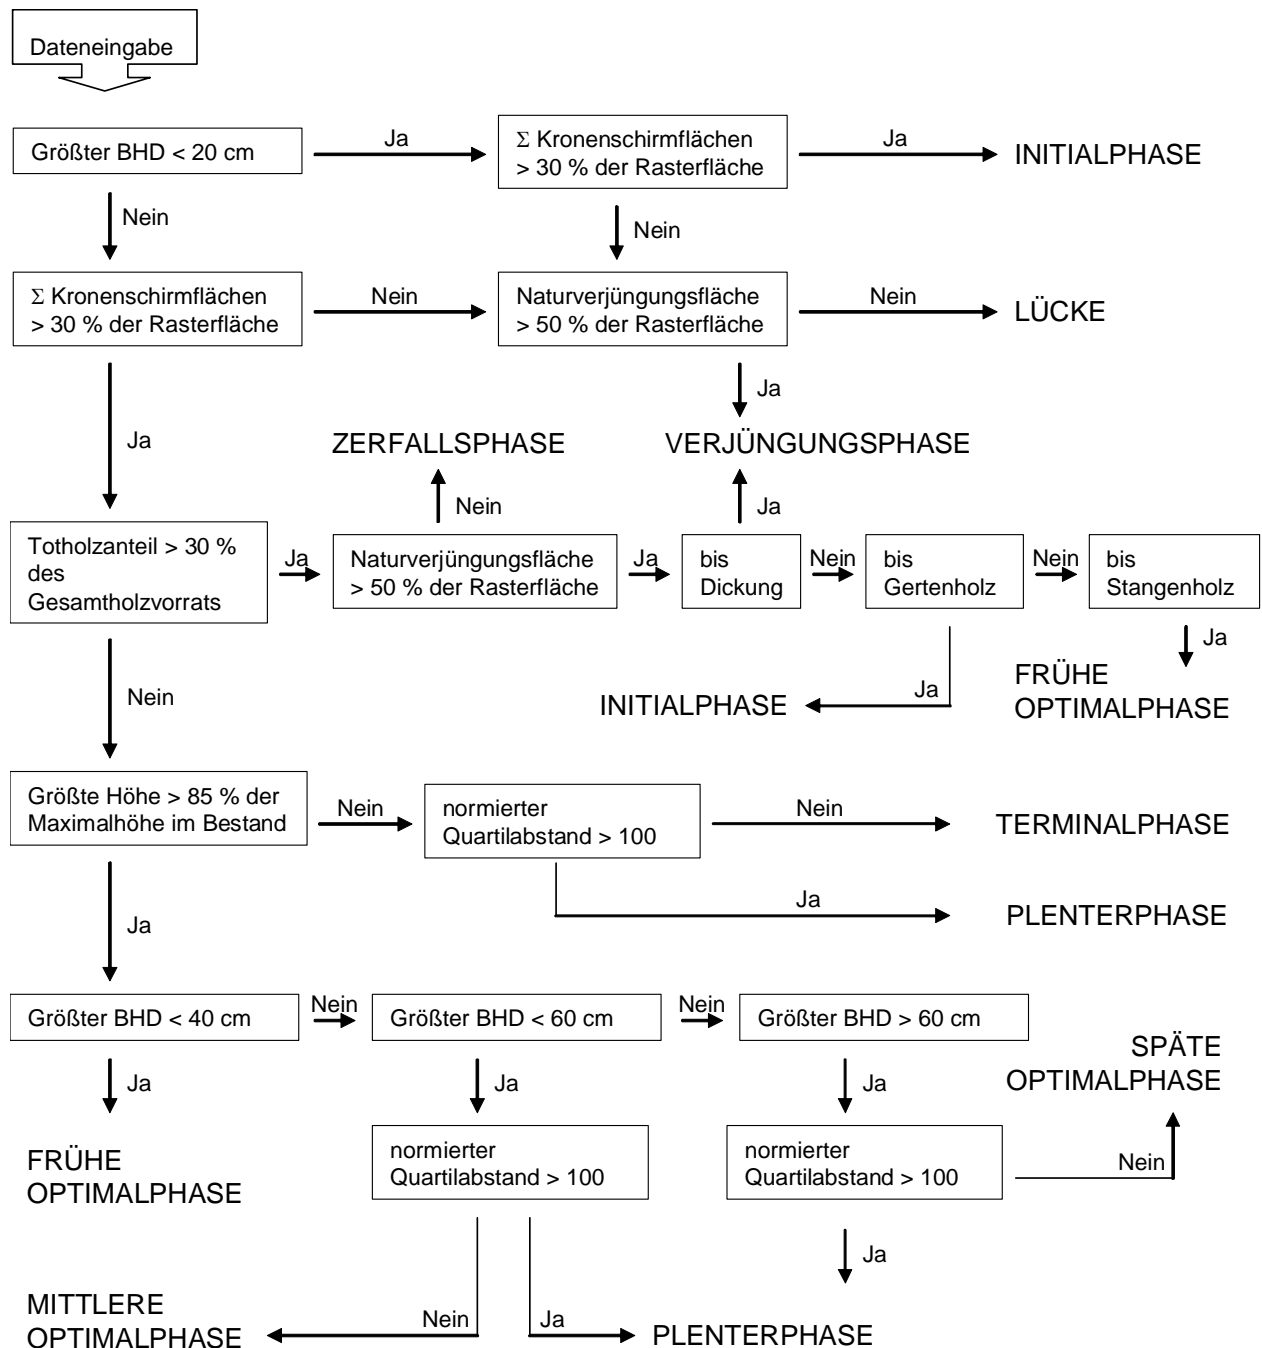 Dateneingabe
Größter BHD < 20 cm
Ja
Σ Kronenschirmflächen
> 30 % der Rasterfläche
Ja
INITIALPHASE
Nein
Nein
Σ Kronenschirmflächen
> 30 % der Rasterfläche
Nein
Naturverjüngungsfläche
> 50 % der Rasterfläche
Nein
LÜCKE
Ja
Ja
ZERFALLSPHASE
VERJÜNGUNGSPHASE
Nein
Ja
Totholzanteil > 30 %
des
Gesamtholzvorrats
Ja
Naturverjüngungsfläche
> 50 % der Rasterfläche
Ja
bis
Dickung
Nein
bis
Gertenholz
Nein
bis
Stangenholz
Ja
Nein
INITIALPHASE
Ja
FRÜHE
OPTIMALPHASE
Größte Höhe > 85 % der
Maximalhöhe im Bestand
Nein
normierter
Quartilabstand > 100
Nein
TERMINALPHASE
Ja
PLENTERPHASE
Ja
Größter BHD < 40 cm
Nein
Größter BHD < 60 cm
Nein
Größter BHD > 60 cm
SPÄTE
OPTIMALPHASE
Ja
Ja
Ja
FRÜHE
OPTIMALPHASE
normierter
Quartilabstand > 100
normierter
Quartilabstand > 100
Nein
Ja
MITTLERE
OPTIMALPHASE
Nein
Ja
PLENTERPHASE